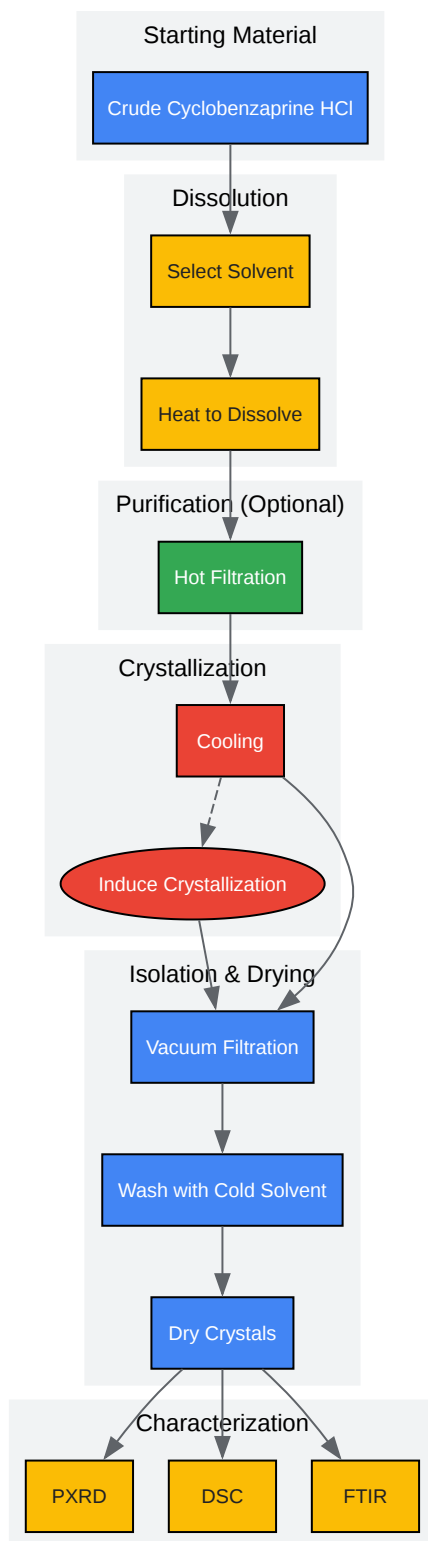 Starting Material
Crude Cyclobenzaprine HCl
Dissolution
Select Solvent
Heat to Dissolve
Purification (Optional)
Hot Filtration
Crystallization
Cooling
Induce Crystallization
Isolation & Drying
Vacuum Filtration
Wash with Cold Solvent
Dry Crystals
Characterization
PXRD
DSC
FTIR